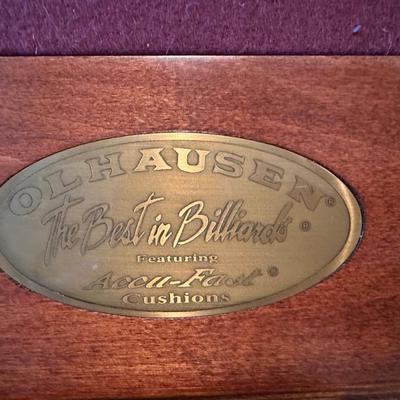 OLHAUSEN®
The Best in Billiards®
Featuring
Accu-Fast®
Cushions